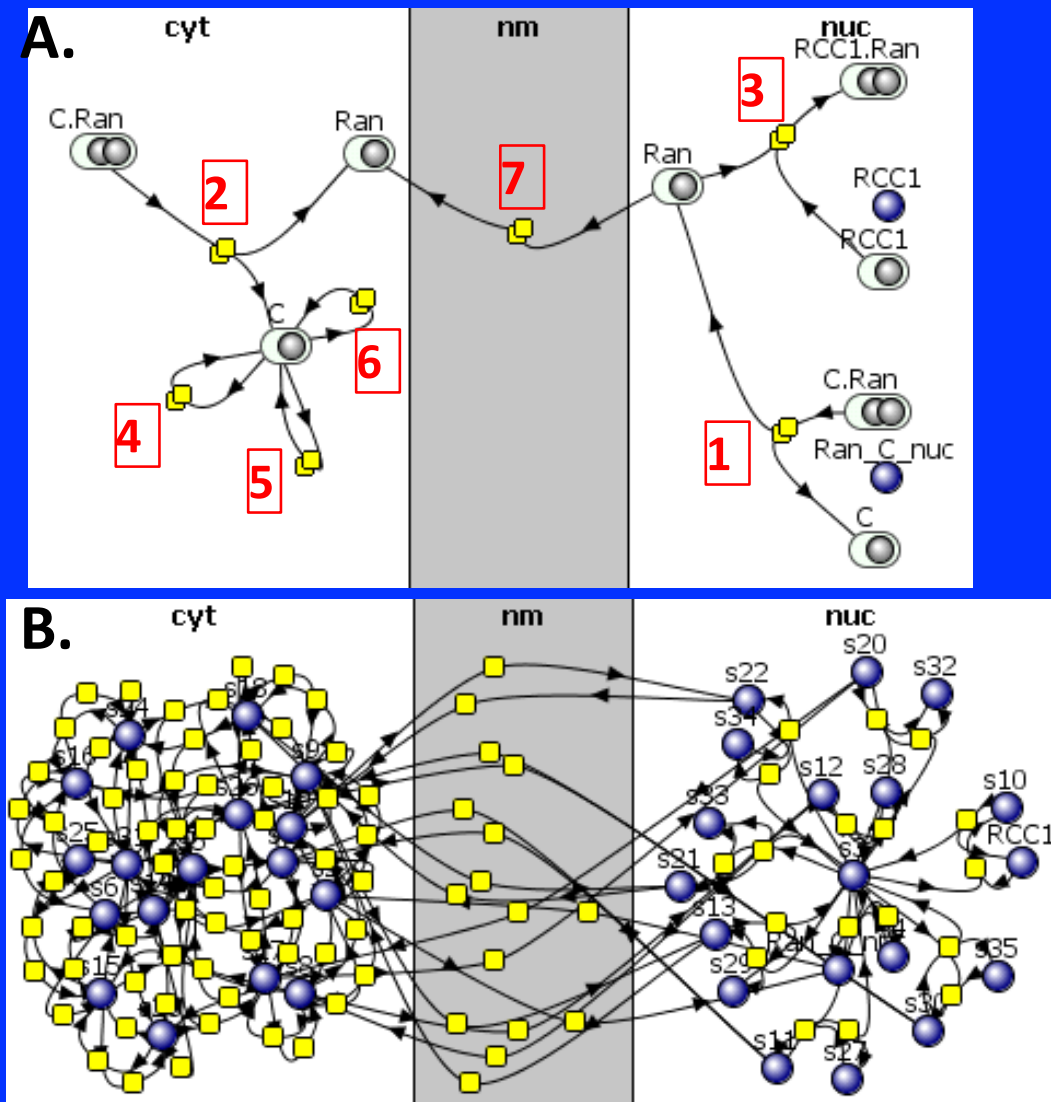 A.
cyt
nm
nuc
RCC1.Ran
3
C.Ran
Ran
7
Ran
2
RCC1
RCC1
C
6
C.Ran
4
1
Ran_C_nuc
5
C
B.
cyt
nm
nuc
s20
s22
s32
s34
s12
s28
s10
s33
RCC1
s16
s9
s25
s21
s6
s13
s35
s15
s29
s30
s11
s27